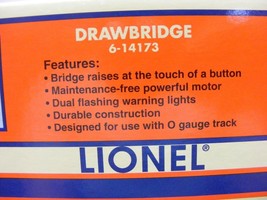 DRAWBRIDGE
6-14173
Features:
• Bridge raises at the touch of a button
• Maintenance-free powerful motor
• Dual flashing warning lights
• Durable construction
• Designed for use with O gauge track
LIONEL®